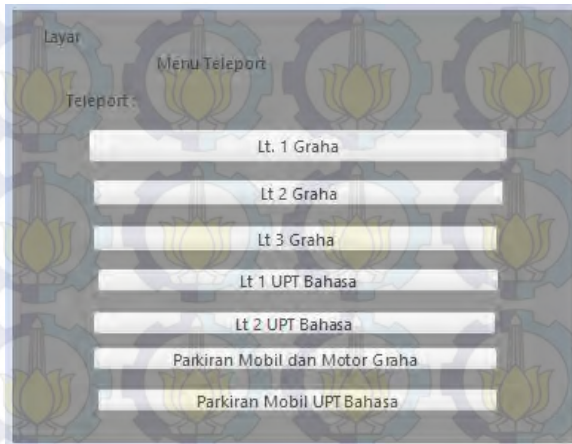 Layar
Menu Teleport
Teleport :
Lt. 1 Graha
Lt 2 Graha
Lt 3 Graha
Lt 1 UPT Bahasa
Lt 2 UPT Bahasa
Parkiran Mobil dan Motor Graha
Parkiran Mobil UPT Bahasa